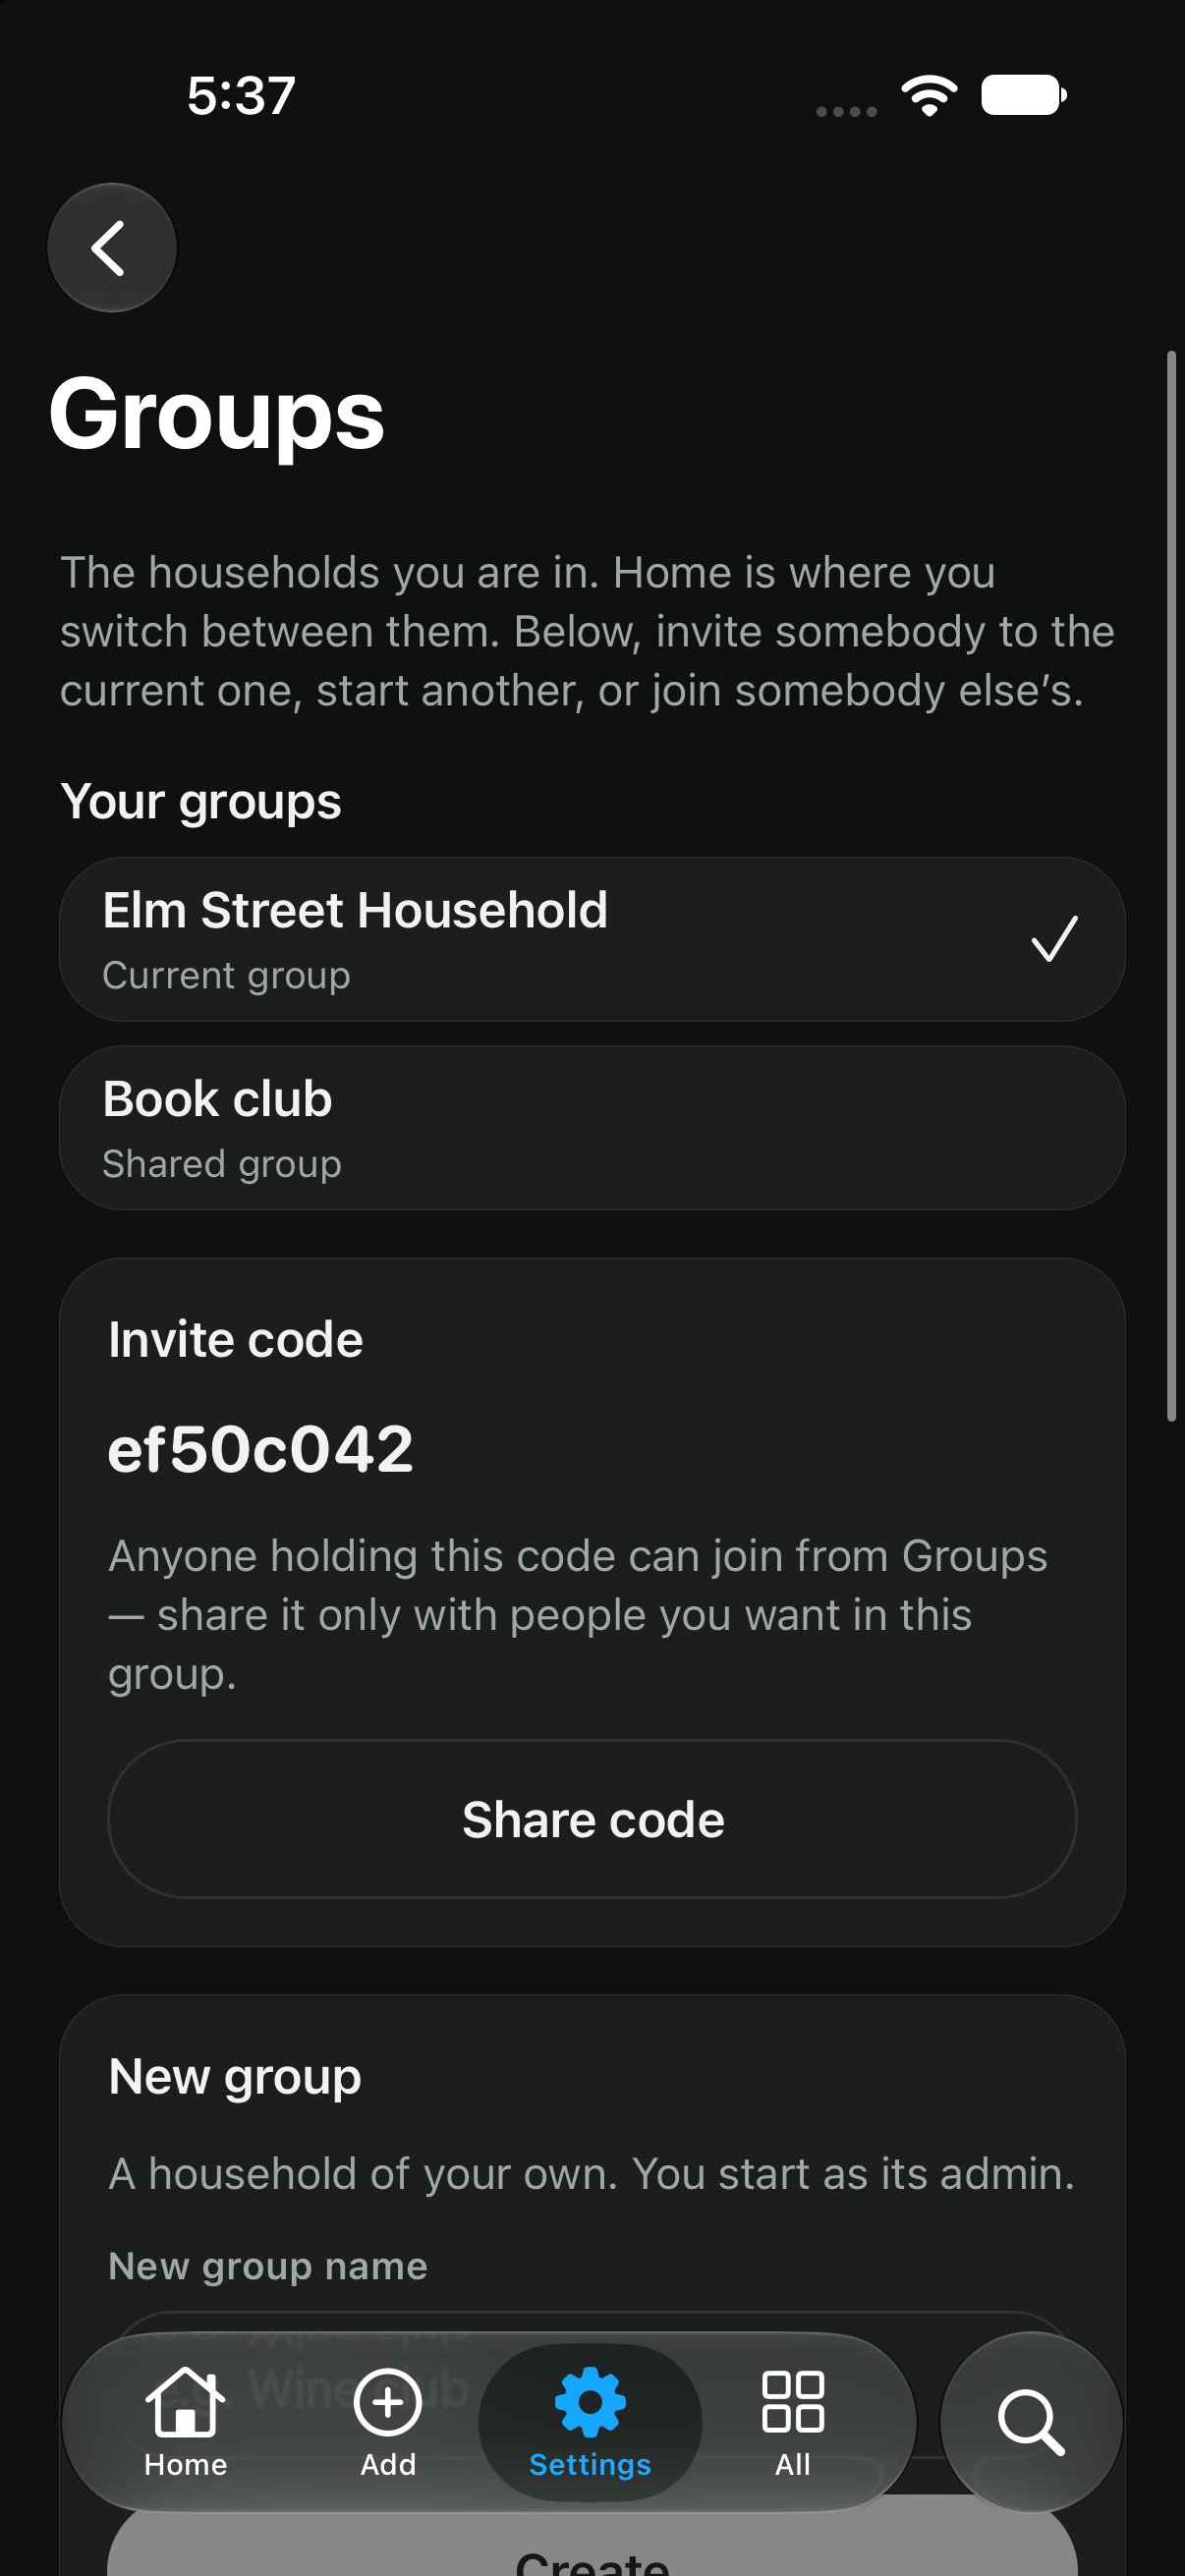 5:37
Groups
The households you are in. Home is where you
switch between them. Below, invite somebody to the
current one, start another, or join somebody else’s.
Your groups
Elm Street Household
Current group
Book club
Shared group
Invite code
ef50c042
Anyone holding this code can join from Groups
— share it only with people you want in this
group.
Share code
New group
A household of your own. You start as its admin.
New group name
e.g. Wine club
Home
Add
Settings
All
Create